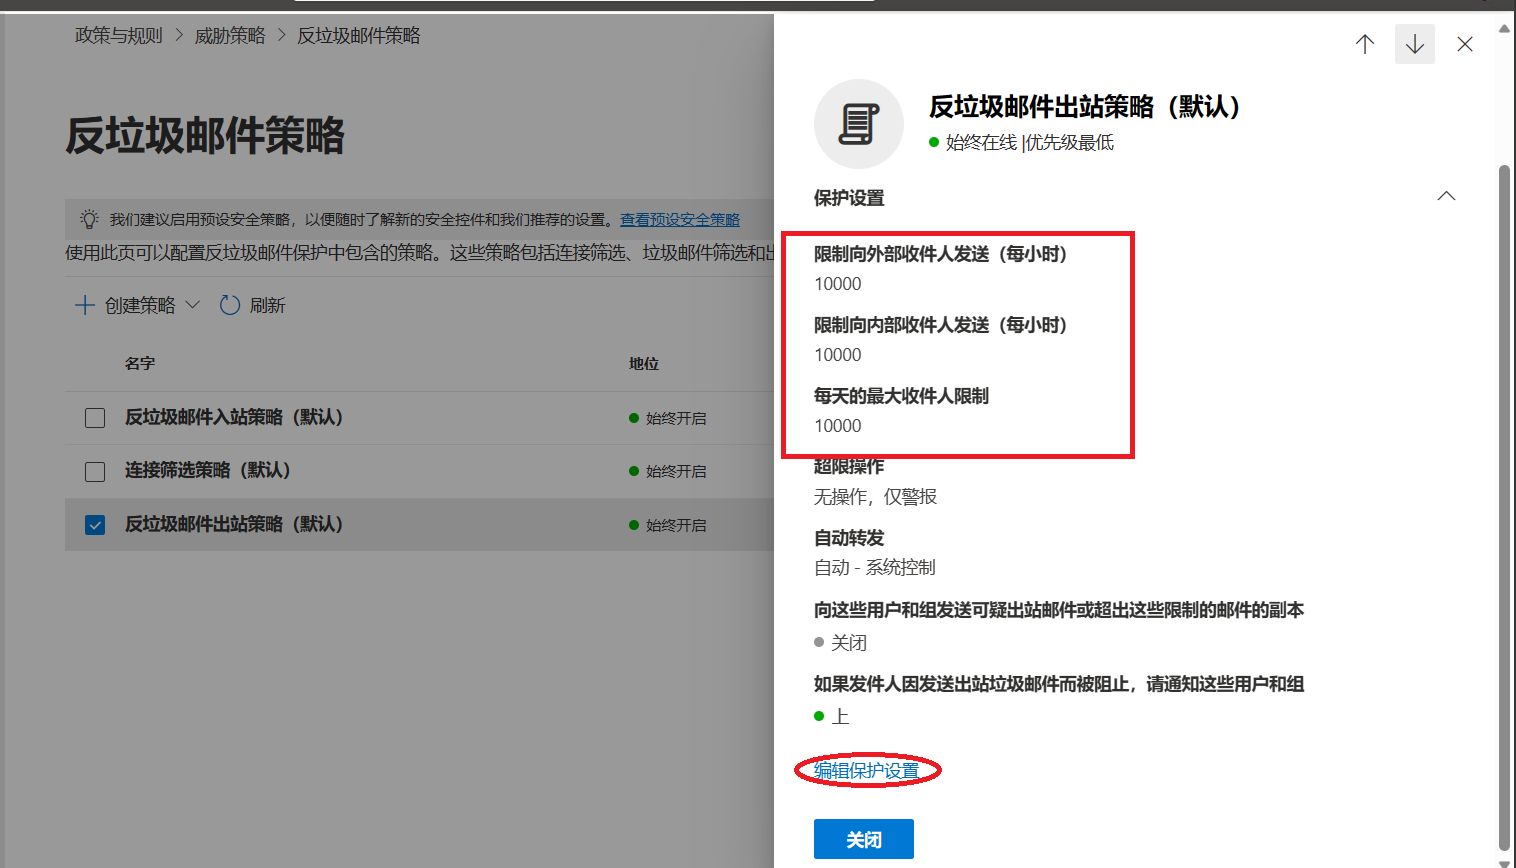 政策与规则 > 威胁策略 > 反垃圾邮件策略
反垃圾邮件策略
我们建议启用预设安全策略，以便随时了解新的安全控件和我们推荐的设置。查看预设安全策略
使用此页可以配置反垃圾邮件保护中包含的策略。这些策略包括连接筛选、垃圾邮件筛选和出
创建策略 刷新
名字 地位
反垃圾邮件入站策略（默认） 始终开启
连接筛选策略（默认） 始终开启
反垃圾邮件出站策略（默认） 始终开启
反垃圾邮件出站策略（默认）
始终在线 |优先级最低
保护设置
限制向外部收件人发送（每小时）
10000
限制向内部收件人发送（每小时）
10000
每天的最大收件人限制
10000
超限操作
无操作，仅警报
自动转发
自动 - 系统控制
向这些用户和组发送可疑出站邮件或超出这些限制的邮件的副本
关闭
如果发件人因发送出站垃圾邮件而被阻止，请通知这些用户和组
上
编辑保护设置
关闭